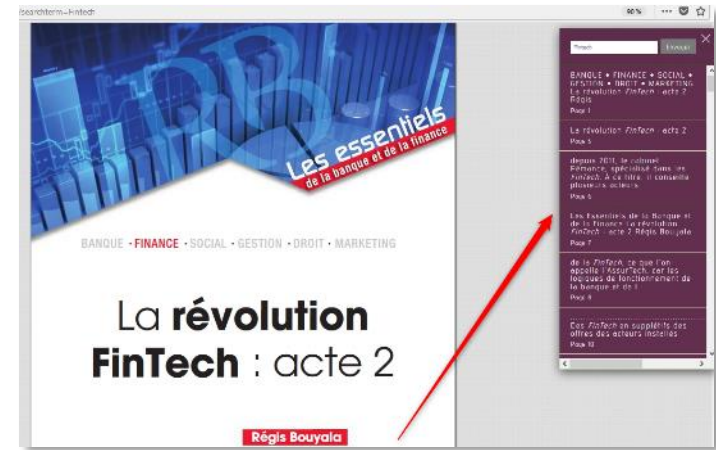 /searchterm=Fintech
90 %
Les essentiels
de la banque et de la finance
BANQUE • FINANCE • SOCIAL • GESTION • DROIT • MARKETING
La révolution
FinTech : acte 2
Régis Bouyala
Fintech
Envoyer
BANQUE • FINANCE • SOCIAL •
GESTION • DROIT • MARKETING
La révolution FinTech : acte 2
Régis
Page 1
La révolution FinTech : acte 2
Page 5
depuis 2011, le cabinet
spécialisé dans les
FinTech. À ce titre, il conseille
plusieurs acteurs
Page 6
Les Essentiels de la Banque et
de la Finance La révolution
FinTech : acte 2 Régis Bouyala
Page 7
de la FinTech, ce que l'on
appelle l'AssurTech, car les
logiques de fonctionnement de
la banque et de l
Page 9
FinTech en supplétifs des
offres des acteurs installés
Page 10